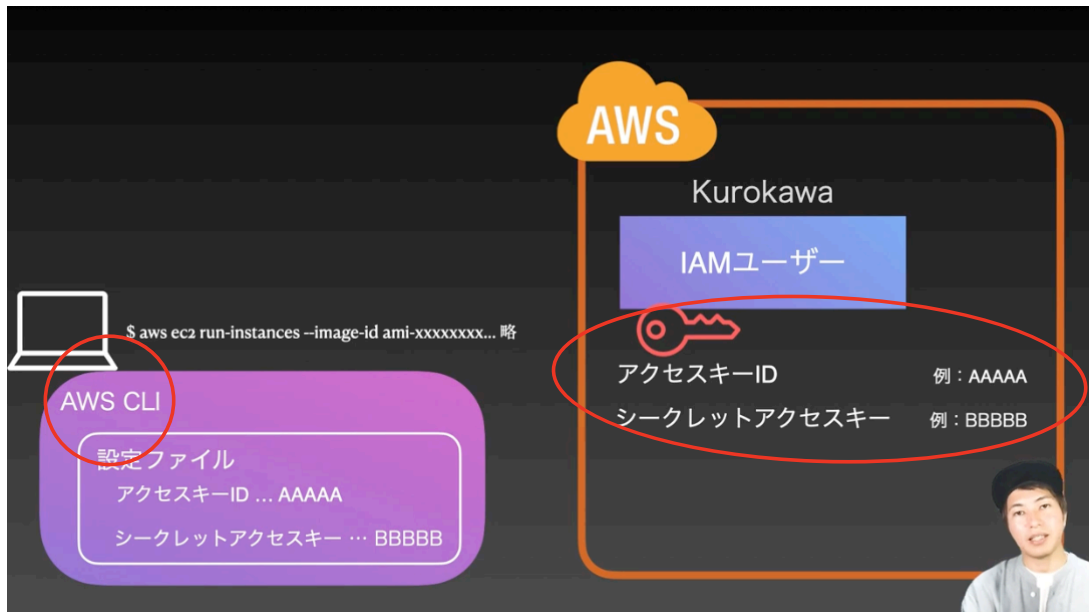 AWS
Kurokawa
IAMユーザー
$ aws ec2 run-instances --image-id ami-xxxxxxxx... 略
アクセスキーID 例：AAAAA
シークレットアクセスキー 例：BBBBB
AWS CLI
設定ファイル
アクセスキーID ... AAAAA
シークレットアクセスキー … BBBBB